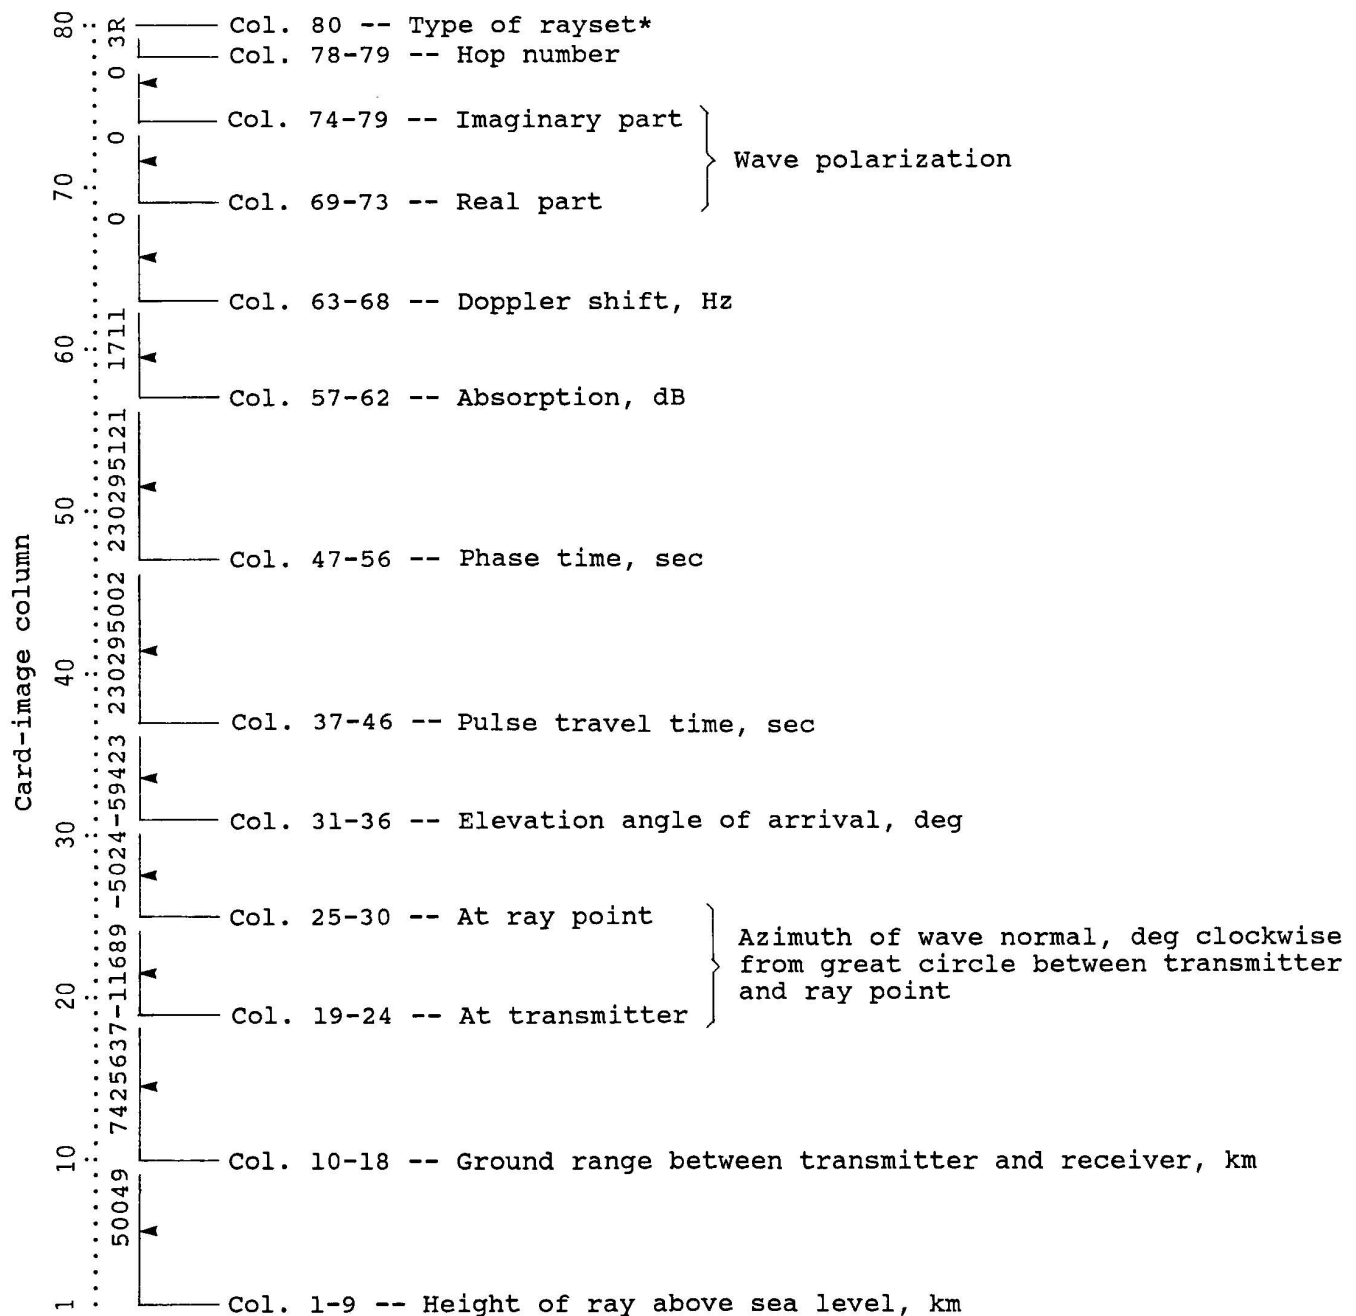 Col. 80 -- Type of rayset*
Col. 78-79 -- Hop number
Col. 74-79 -- Imaginary part
Wave polarization
Col. 69-73 -- Real part
Col. 63-68 -- Doppler shift, Hz
Col. 57-62 -- Absorption, dB
Col. 47-56 -- Phase time, sec
Col. 37-46 -- Pulse travel time, sec
Col. 31-36 -- Elevation angle of arrival, deg
Col. 25-30 -- At ray point
Azimuth of wave normal, deg clockwise
from great circle between transmitter
and ray point
Col. 19-24 -- At transmitter
Col. 10-18 -- Ground range between transmitter and receiver, km
Col. 1-9 -- Height of ray above sea level, km
Card-image column
1 10 20 30 40 50 60 70 80
50049 7425637-11689 -5024-59423 230295002 230295121 1711 0 0 0 3R